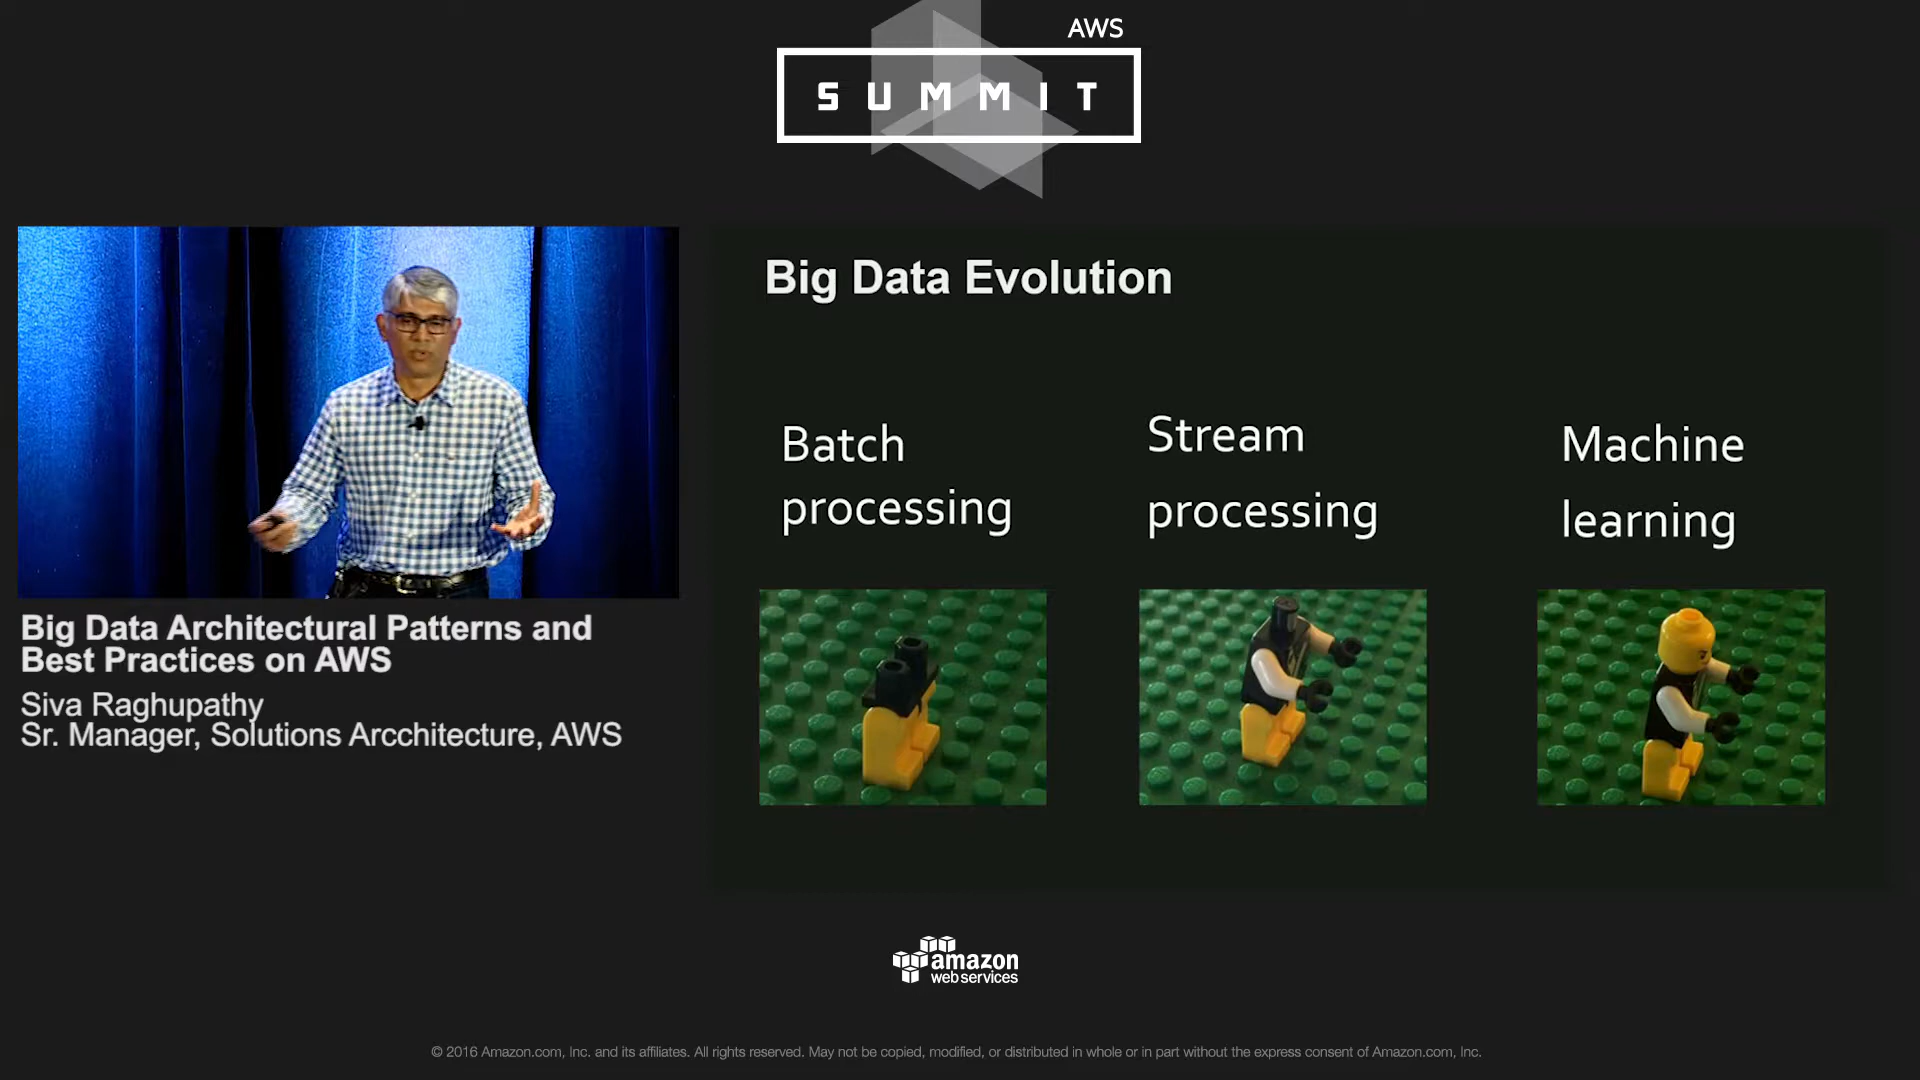 AWS
SUMMIT
Big Data Evolution
Batch
processing
Stream
processing
Machine
learning
Big Data Architectural Patterns and
Best Practices on AWS
Siva Raghupathy
Sr. Manager, Solutions Arcchitecture, AWS
amazon
webservices
© 2016 Amazon.com, Inc. and its affiliates. All rights reserved. May not be copied, modified, or distributed in whole or in part without the express consent of Amazon.com, Inc.